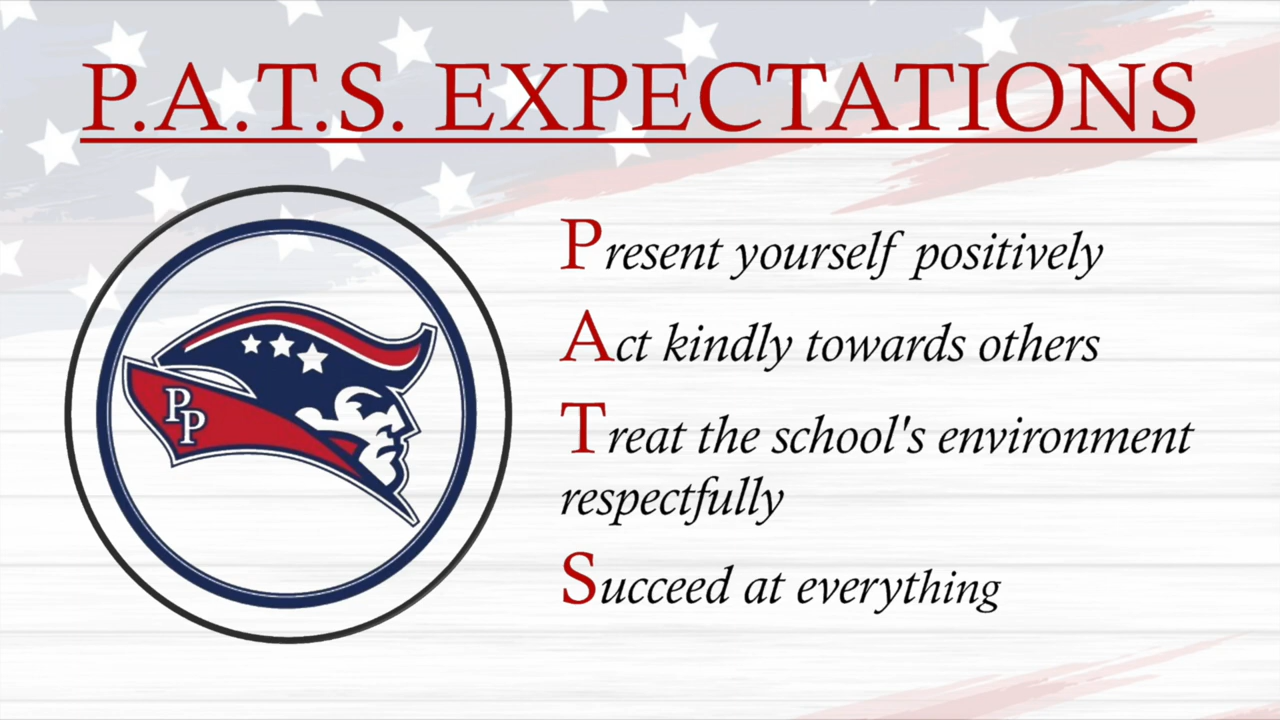 P.A.T.S. EXPECTATIONS
PP
Present yourself positively
Act kindly towards others
Treat the school's environment
respectfully
Succeed at everything